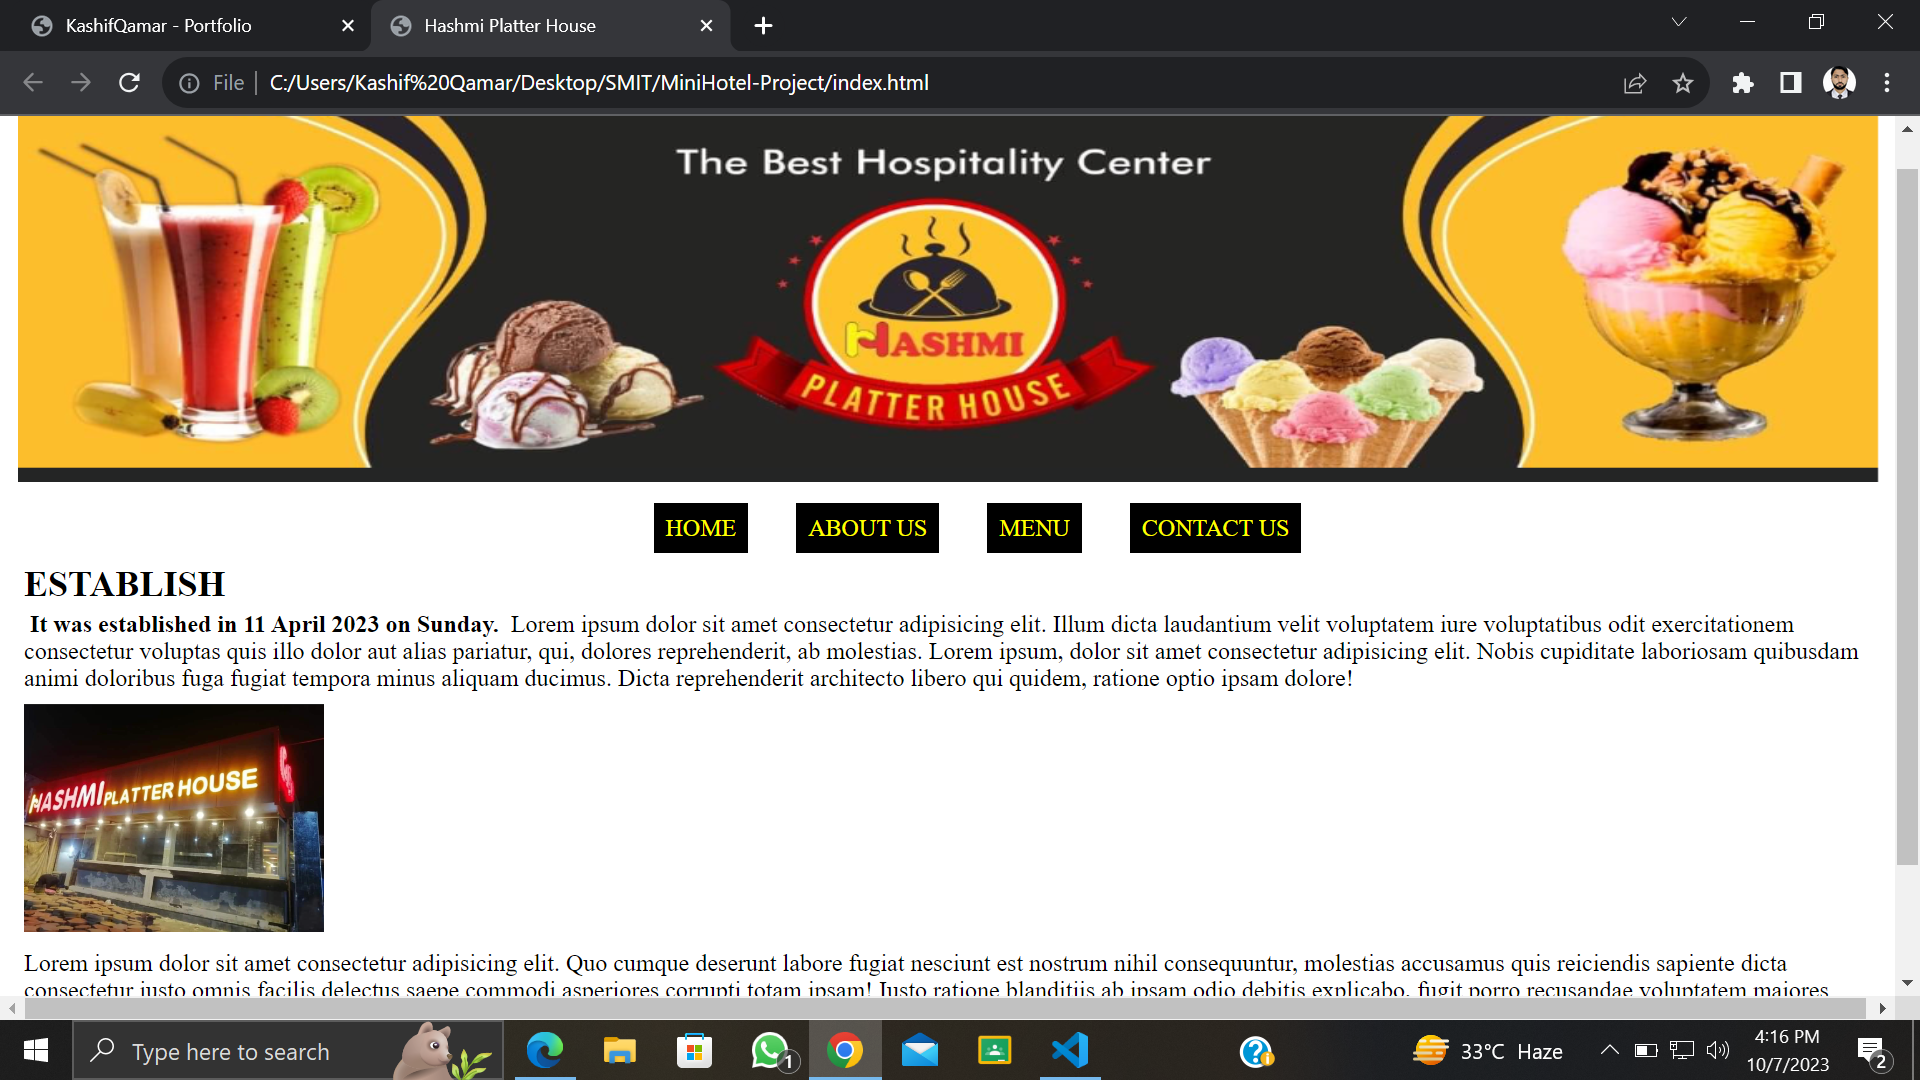 KashifQamar - Portfolio
Hashmi Platter House
File
C:/Users/Kashif%20Qamar/Desktop/SMIT/MiniHotel-Project/index.html
The Best Hospitality Center
HASHMI
PLATTER HOUSE
HOME
ABOUT US
MENU
CONTACT US
ESTABLISH
It was established in 11 April 2023 on Sunday. Lorem ipsum dolor sit amet consectetur adipisicing elit. Illum dicta laudantium velit voluptatem iure voluptatibus odit exercitationem
consectetur voluptas quis illo dolor aut alias pariatur, qui, dolores reprehenderit, ab molestias. Lorem ipsum, dolor sit amet consectetur adipisicing elit. Nobis cupiditate laboriosam quibusdam
animi doloribus fuga fugiat tempora minus aliquam ducimus. Dicta reprehenderit architecto libero qui quidem, ratione optio ipsam dolore!
HASHMI PLATTER HOUSE
Lorem ipsum dolor sit amet consectetur adipisicing elit. Quo cumque deserunt labore fugiat nesciunt est nostrum nihil consequuntur, molestias accusamus quis reiciendis sapiente dicta
consectetur iusto omnis facilis delectus saepe commodi asperiores corrupti totam ipsam! Iusto ratione blanditiis ab ipsam odio debitis explicabo, fugit porro recusandae voluptatem maiores
Type here to search
1
33°C Haze
4:16 PM
10/7/2023
2